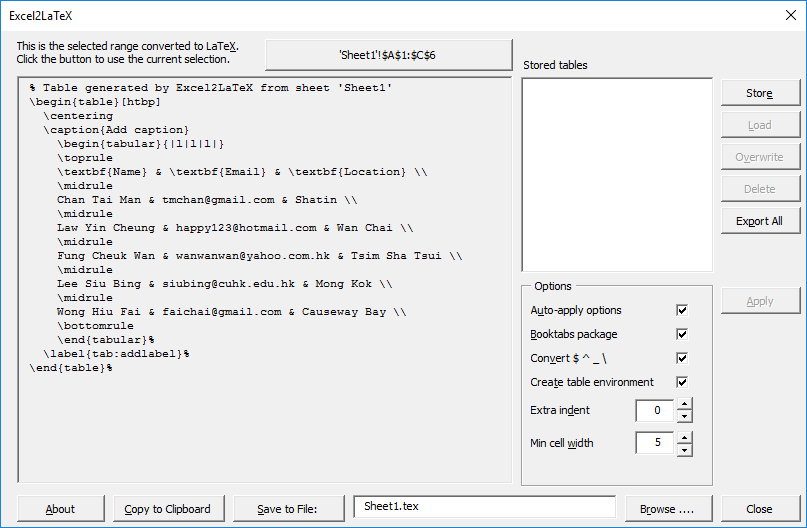 Excel2LaTeX
This is the selected range converted to LaTeX.
Click the button to use the current selection.
'Sheet1'!$A$1:$C$6
% Table generated by Excel2LaTeX from sheet 'Sheet1'
\begin{table}[htbp]
  \centering
  \caption{Add caption}
    \begin{tabular}{|l|l|l|}
    \toprule
    \textbf{Name} & \textbf{Email} & \textbf{Location} \\
    \midrule
    Chan Tai Man & tmchan@gmail.com & Shatin \\
    \midrule
    Law Yin Cheung & happy123@hotmail.com & Wan Chai \\
    \midrule
    Fung Cheuk Wan & wanwanwan@yahoo.com.hk & Tsim Sha Tsui \\
    \midrule
    Lee Siu Bing & siubing@cuhk.edu.hk & Mong Kok \\
    \midrule
    Wong Hiu Fai & faichai@gmail.com & Causeway Bay \\
    \bottomrule
    \end{tabular}%
  \label{tab:addlabel}%
\end{table}%
Stored tables
Store
Load
Overwrite
Delete
Export All
Options
Auto-apply options
Booktabs package
Convert $ ^ _ \
Create table environment
Extra indent 0
Min cell width 5
Apply
About
Copy to Clipboard
Save to File:
Sheet1.tex
Browse ....
Close